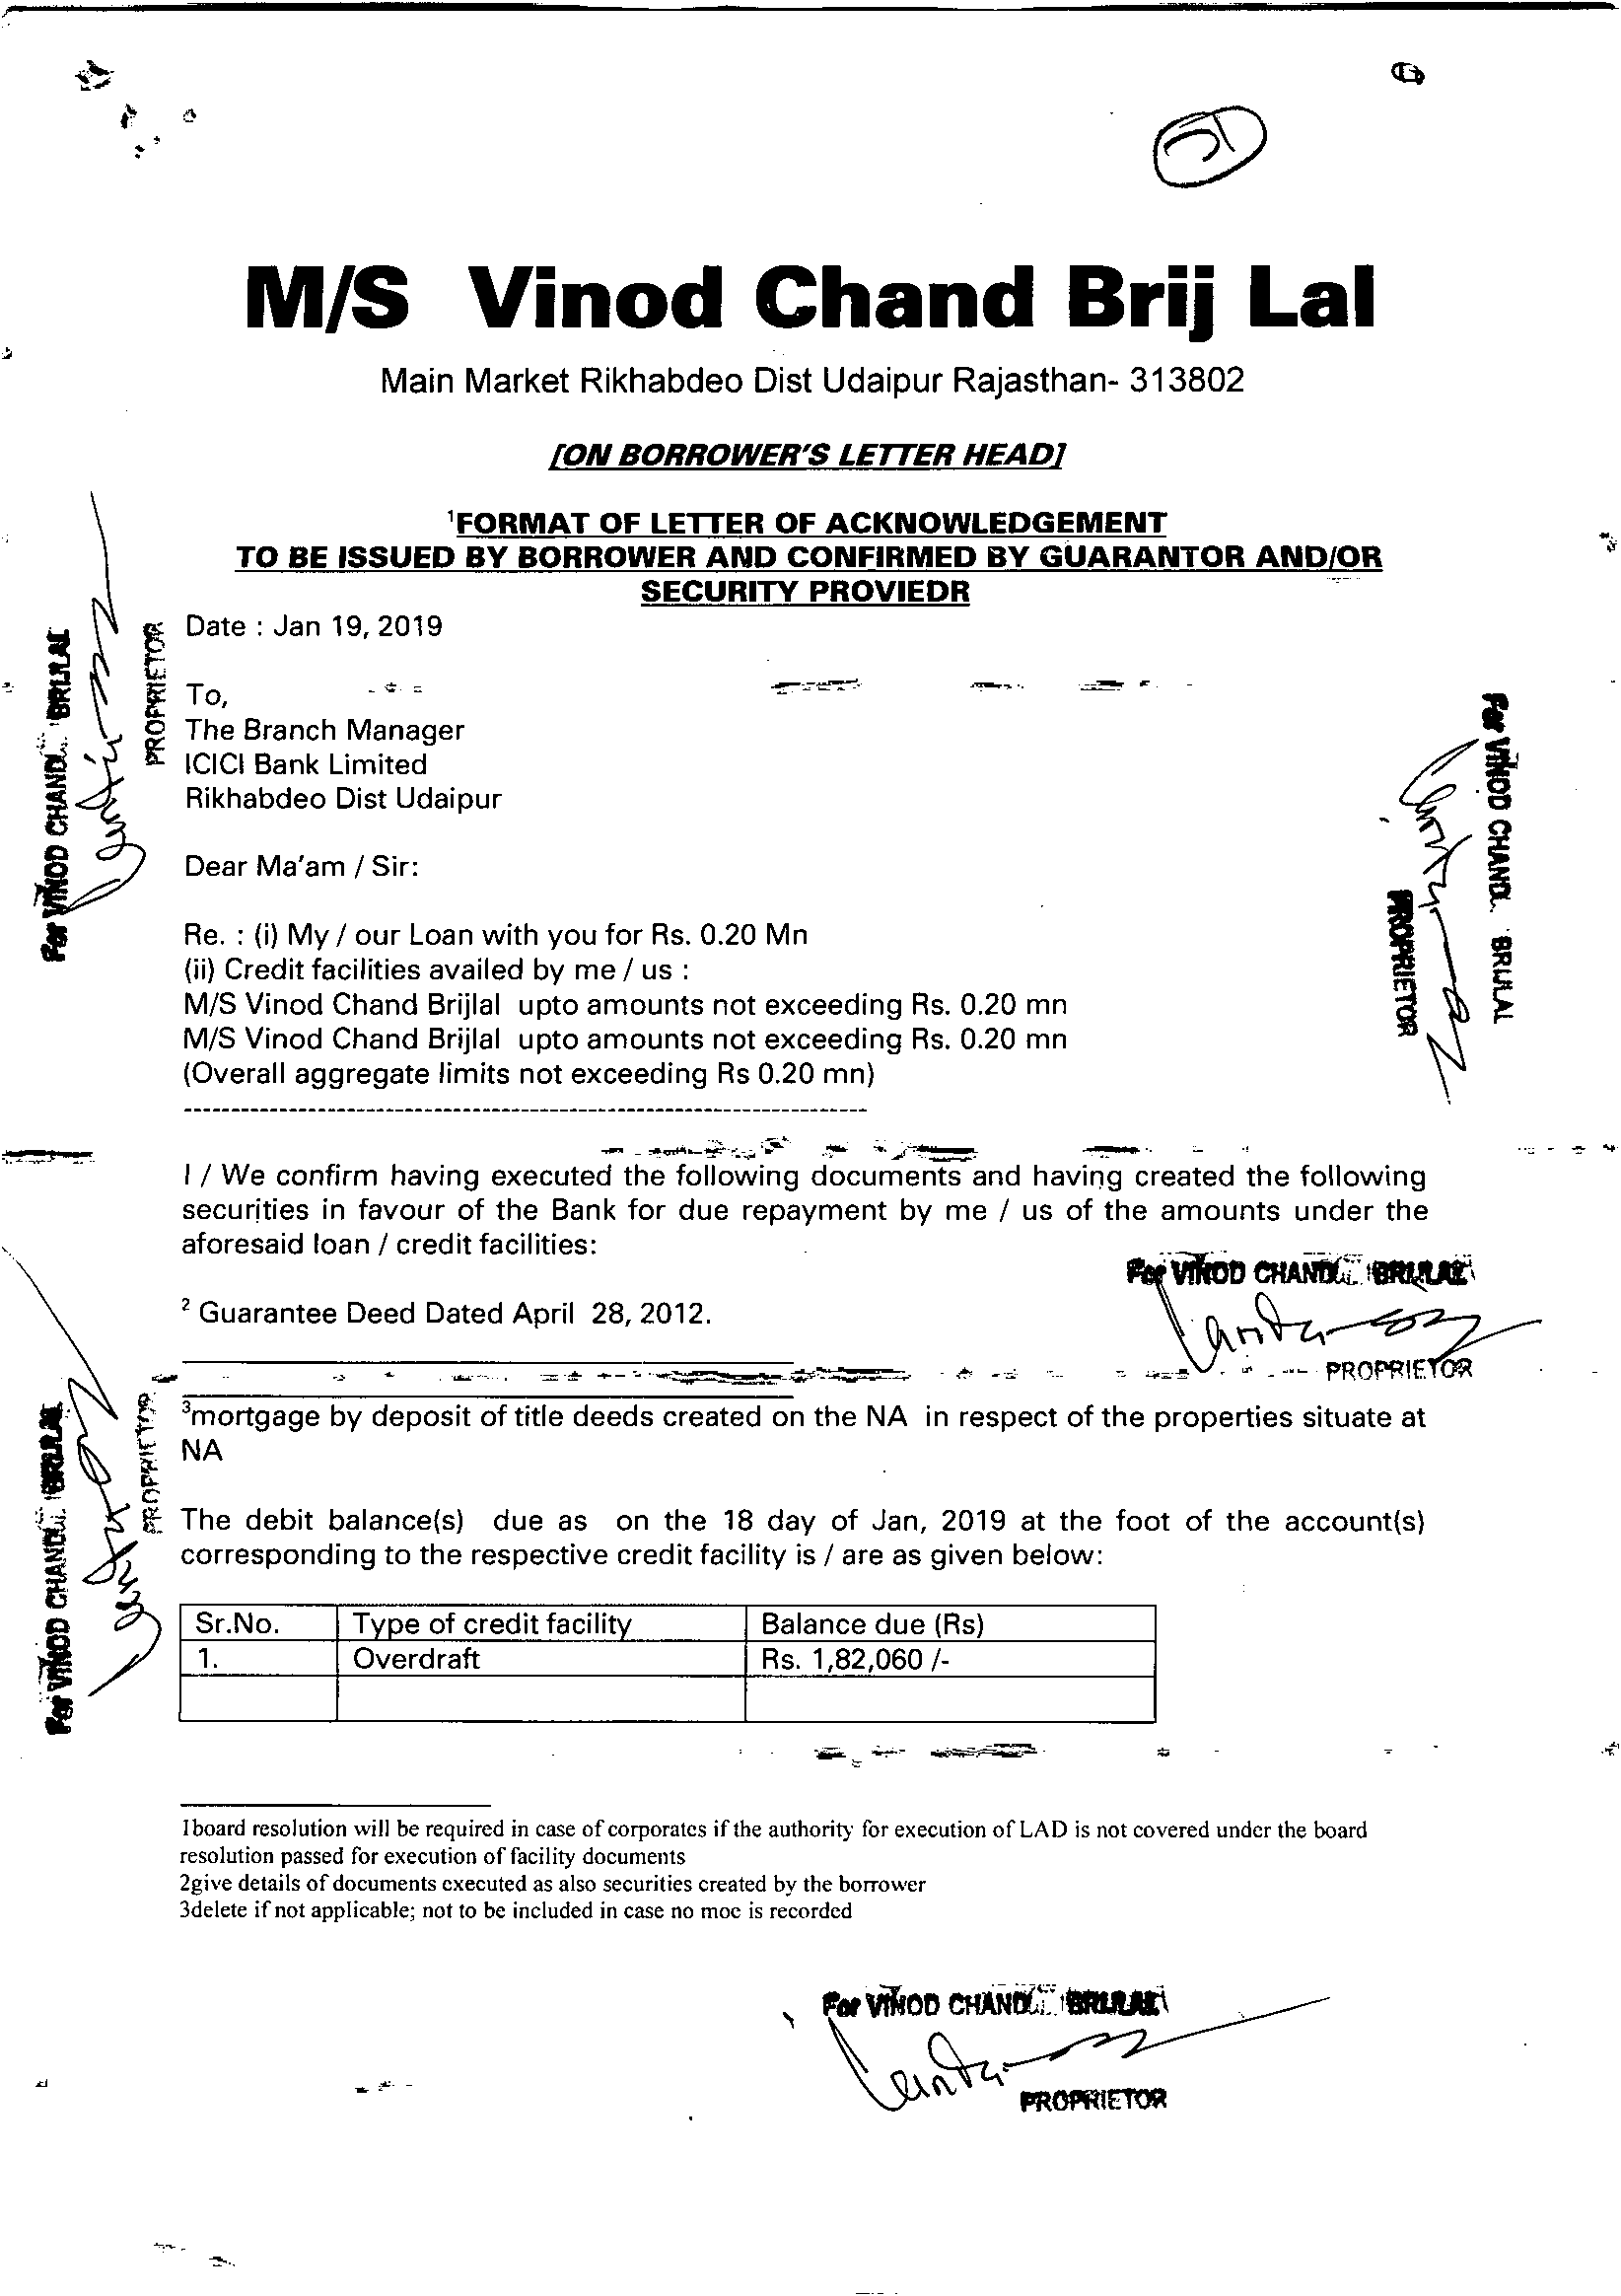 M/S Vinod Chand Brij Lal
Main Market Rikhabdeo Dist Udaipur Rajasthan- 313802
[ON BORROWER'S LETTER HEAD]
1FORMAT OF LETTER OF ACKNOWLEDGEMENT
TO BE ISSUED BY BORROWER AND CONFIRMED BY GUARANTOR AND/OR
SECURITY PROVIEDR
Date : Jan 19, 2019
To,
The Branch Manager
ICICI Bank Limited
Rikhabdeo Dist Udaipur
Dear Ma'am / Sir:
Re. : (i) My / our Loan with you for Rs. 0.20 Mn
(ii) Credit facilities availed by me / us :
M/S Vinod Chand Brijlal upto amounts not exceeding Rs. 0.20 mn
M/S Vinod Chand Brijlal upto amounts not exceeding Rs. 0.20 mn
(Overall aggregate limits not exceeding Rs 0.20 mn)
For VINOD CHAND BRIJLAL
PROPRIETOR
For VINOD CHAND BRIJLAL
PROPRIETOR
I / We confirm having executed the following documents and having created the following
securities in favour of the Bank for due repayment by me / us of the amounts under the
aforesaid loan / credit facilities:
For VINOD CHAND BRIJLAL
PROPRIETOR
2 Guarantee Deed Dated April 28, 2012.
3mortgage by deposit of title deeds created on the NA in respect of the properties situate at
NA
The debit balance(s) due as on the 18 day of Jan, 2019 at the foot of the account(s)
corresponding to the respective credit facility is / are as given below:
For VINOD CHAND BRIJLAL
PROPRIETOR
Sr.No. Type of credit facility Balance due (Rs)
1. Overdraft Rs. 1,82,060 /-
1board resolution will be required in case of corporates if the authority for execution of LAD is not covered under the board
resolution passed for execution of facility documents
2give details of documents executed as also securities created by the borrower
3delete if not applicable; not to be included in case no moe is recorded
For VINOD CHAND BRIJLAL
PROPRIETOR